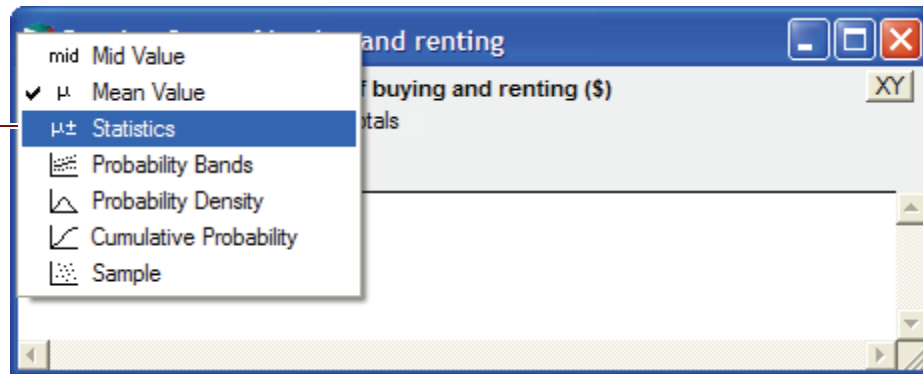 and renting
mid Mid Value
f buying and renting ($)
XY
μ Mean Value
μ± Statistics
Probability Bands
Probability Density
Cumulative Probability
Sample